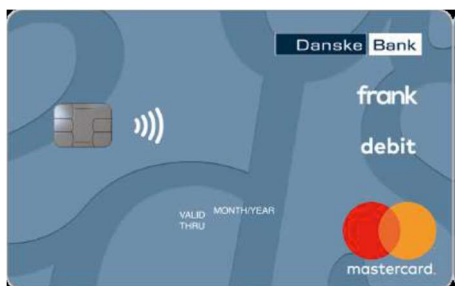 Danske Bank
frank
debit
VALID THRU MONTH/YEAR
mastercard.